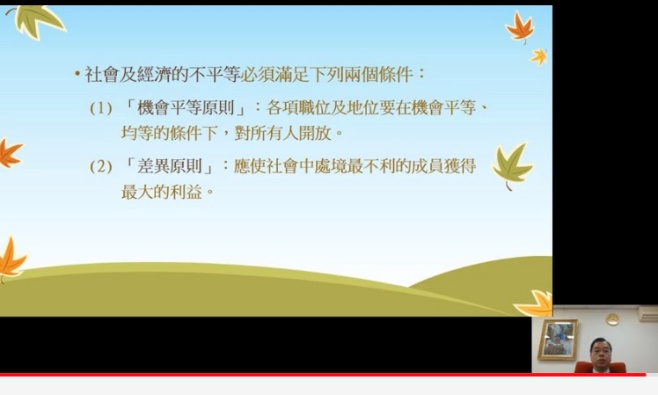 •社會及經濟的不平等必須滿足下列兩個條件：
(1) 「機會平等原則」：各項職位及地位要在機會平等、
均等的條件下，對所有人開放。
(2) 「差異原則」：應使社會中處境最不利的成員獲得
最大的利益。